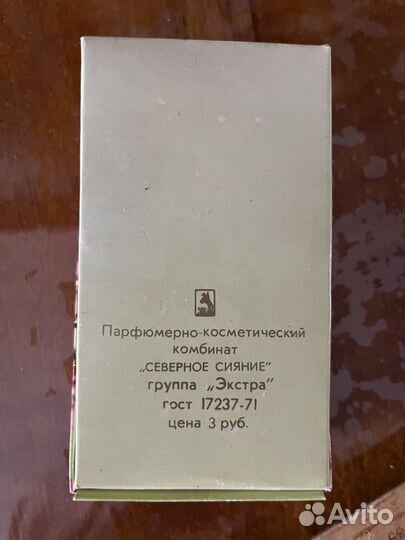 Парфюмерно-косметический
комбинат
„СЕВЕРНОЕ СИЯНИЕ"
группа „Экстра"
гост 17237-71
цена 3 руб.
Avito